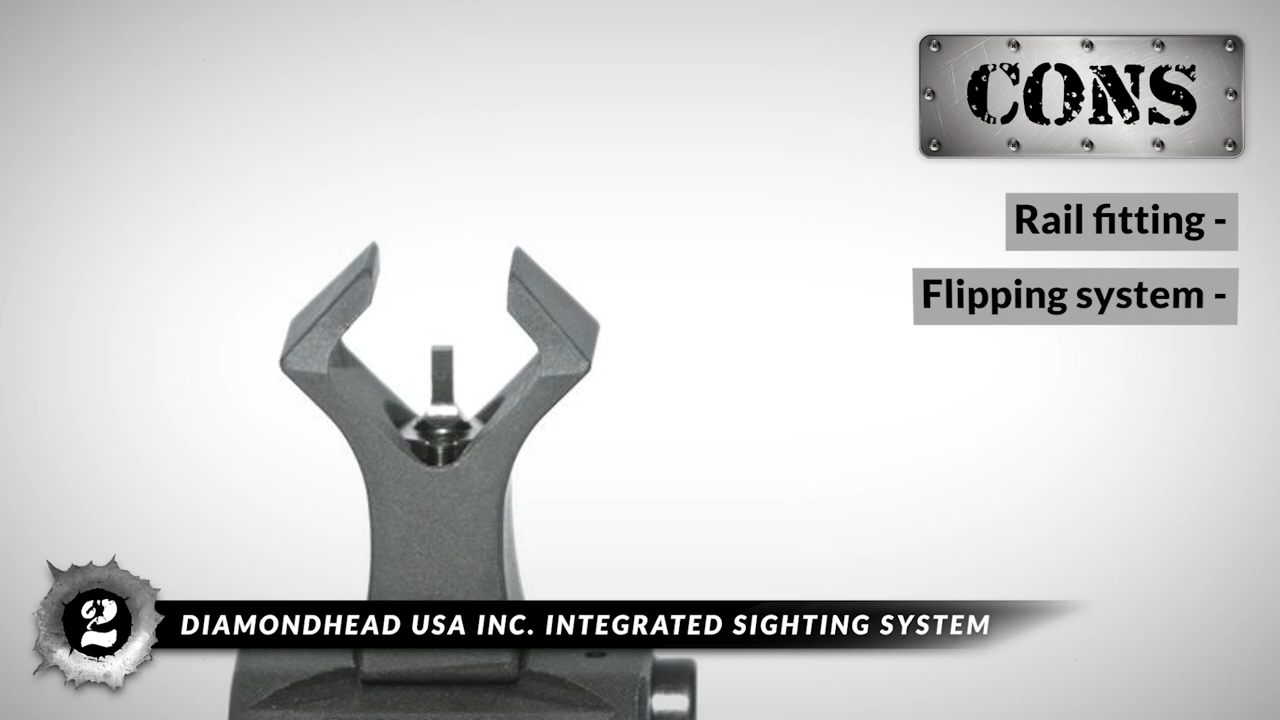 CONS
Rail fitting -
Flipping system -
2 DIAMONDHEAD USA INC. INTEGRATED SIGHTING SYSTEM